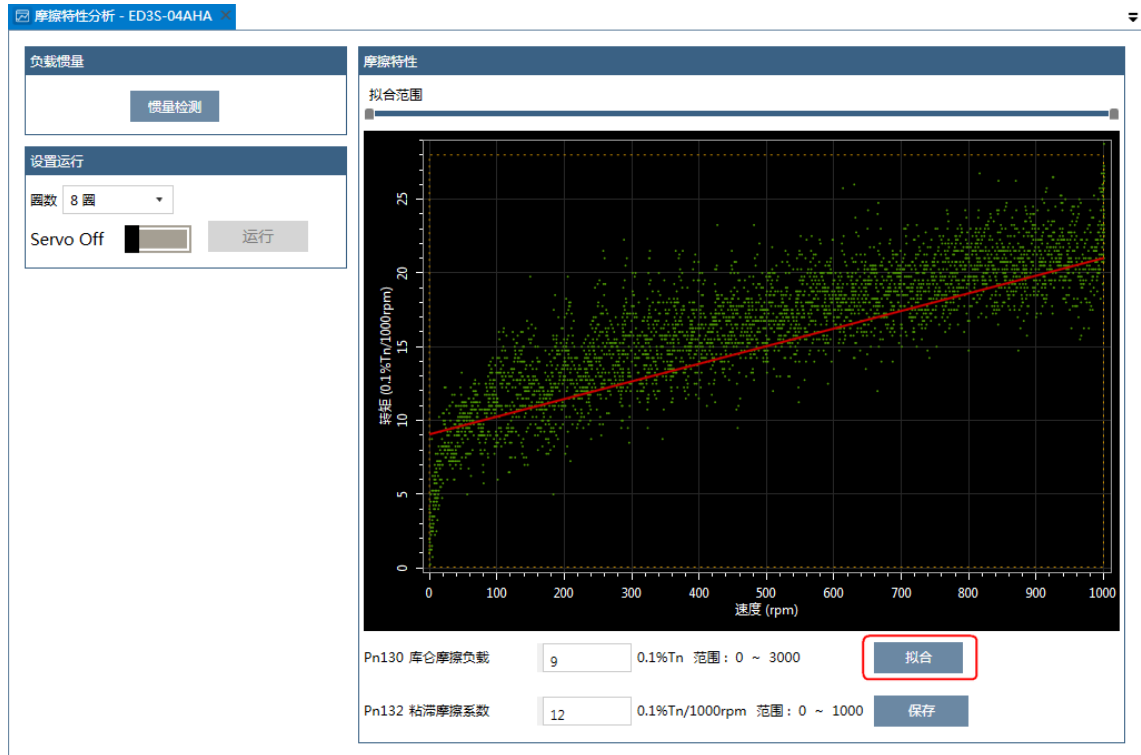 摩擦特性分析 - ED3S-04AHA ×
负载惯量
惯量检测
设置运行
圈数 8 圈
Servo Off 运行
摩擦特性
拟合范围
转矩 (0.1%Tn/1000rpm)
25
20
15
10
5
0
0 100 200 300 400 500 600 700 800 900 1000
速度 (rpm)
Pn130 库仑摩擦负载 9 0.1%Tn 范围: 0 ~ 3000 拟合
Pn132 粘滞摩擦系数 12 0.1%Tn/1000rpm 范围: 0 ~ 1000 保存